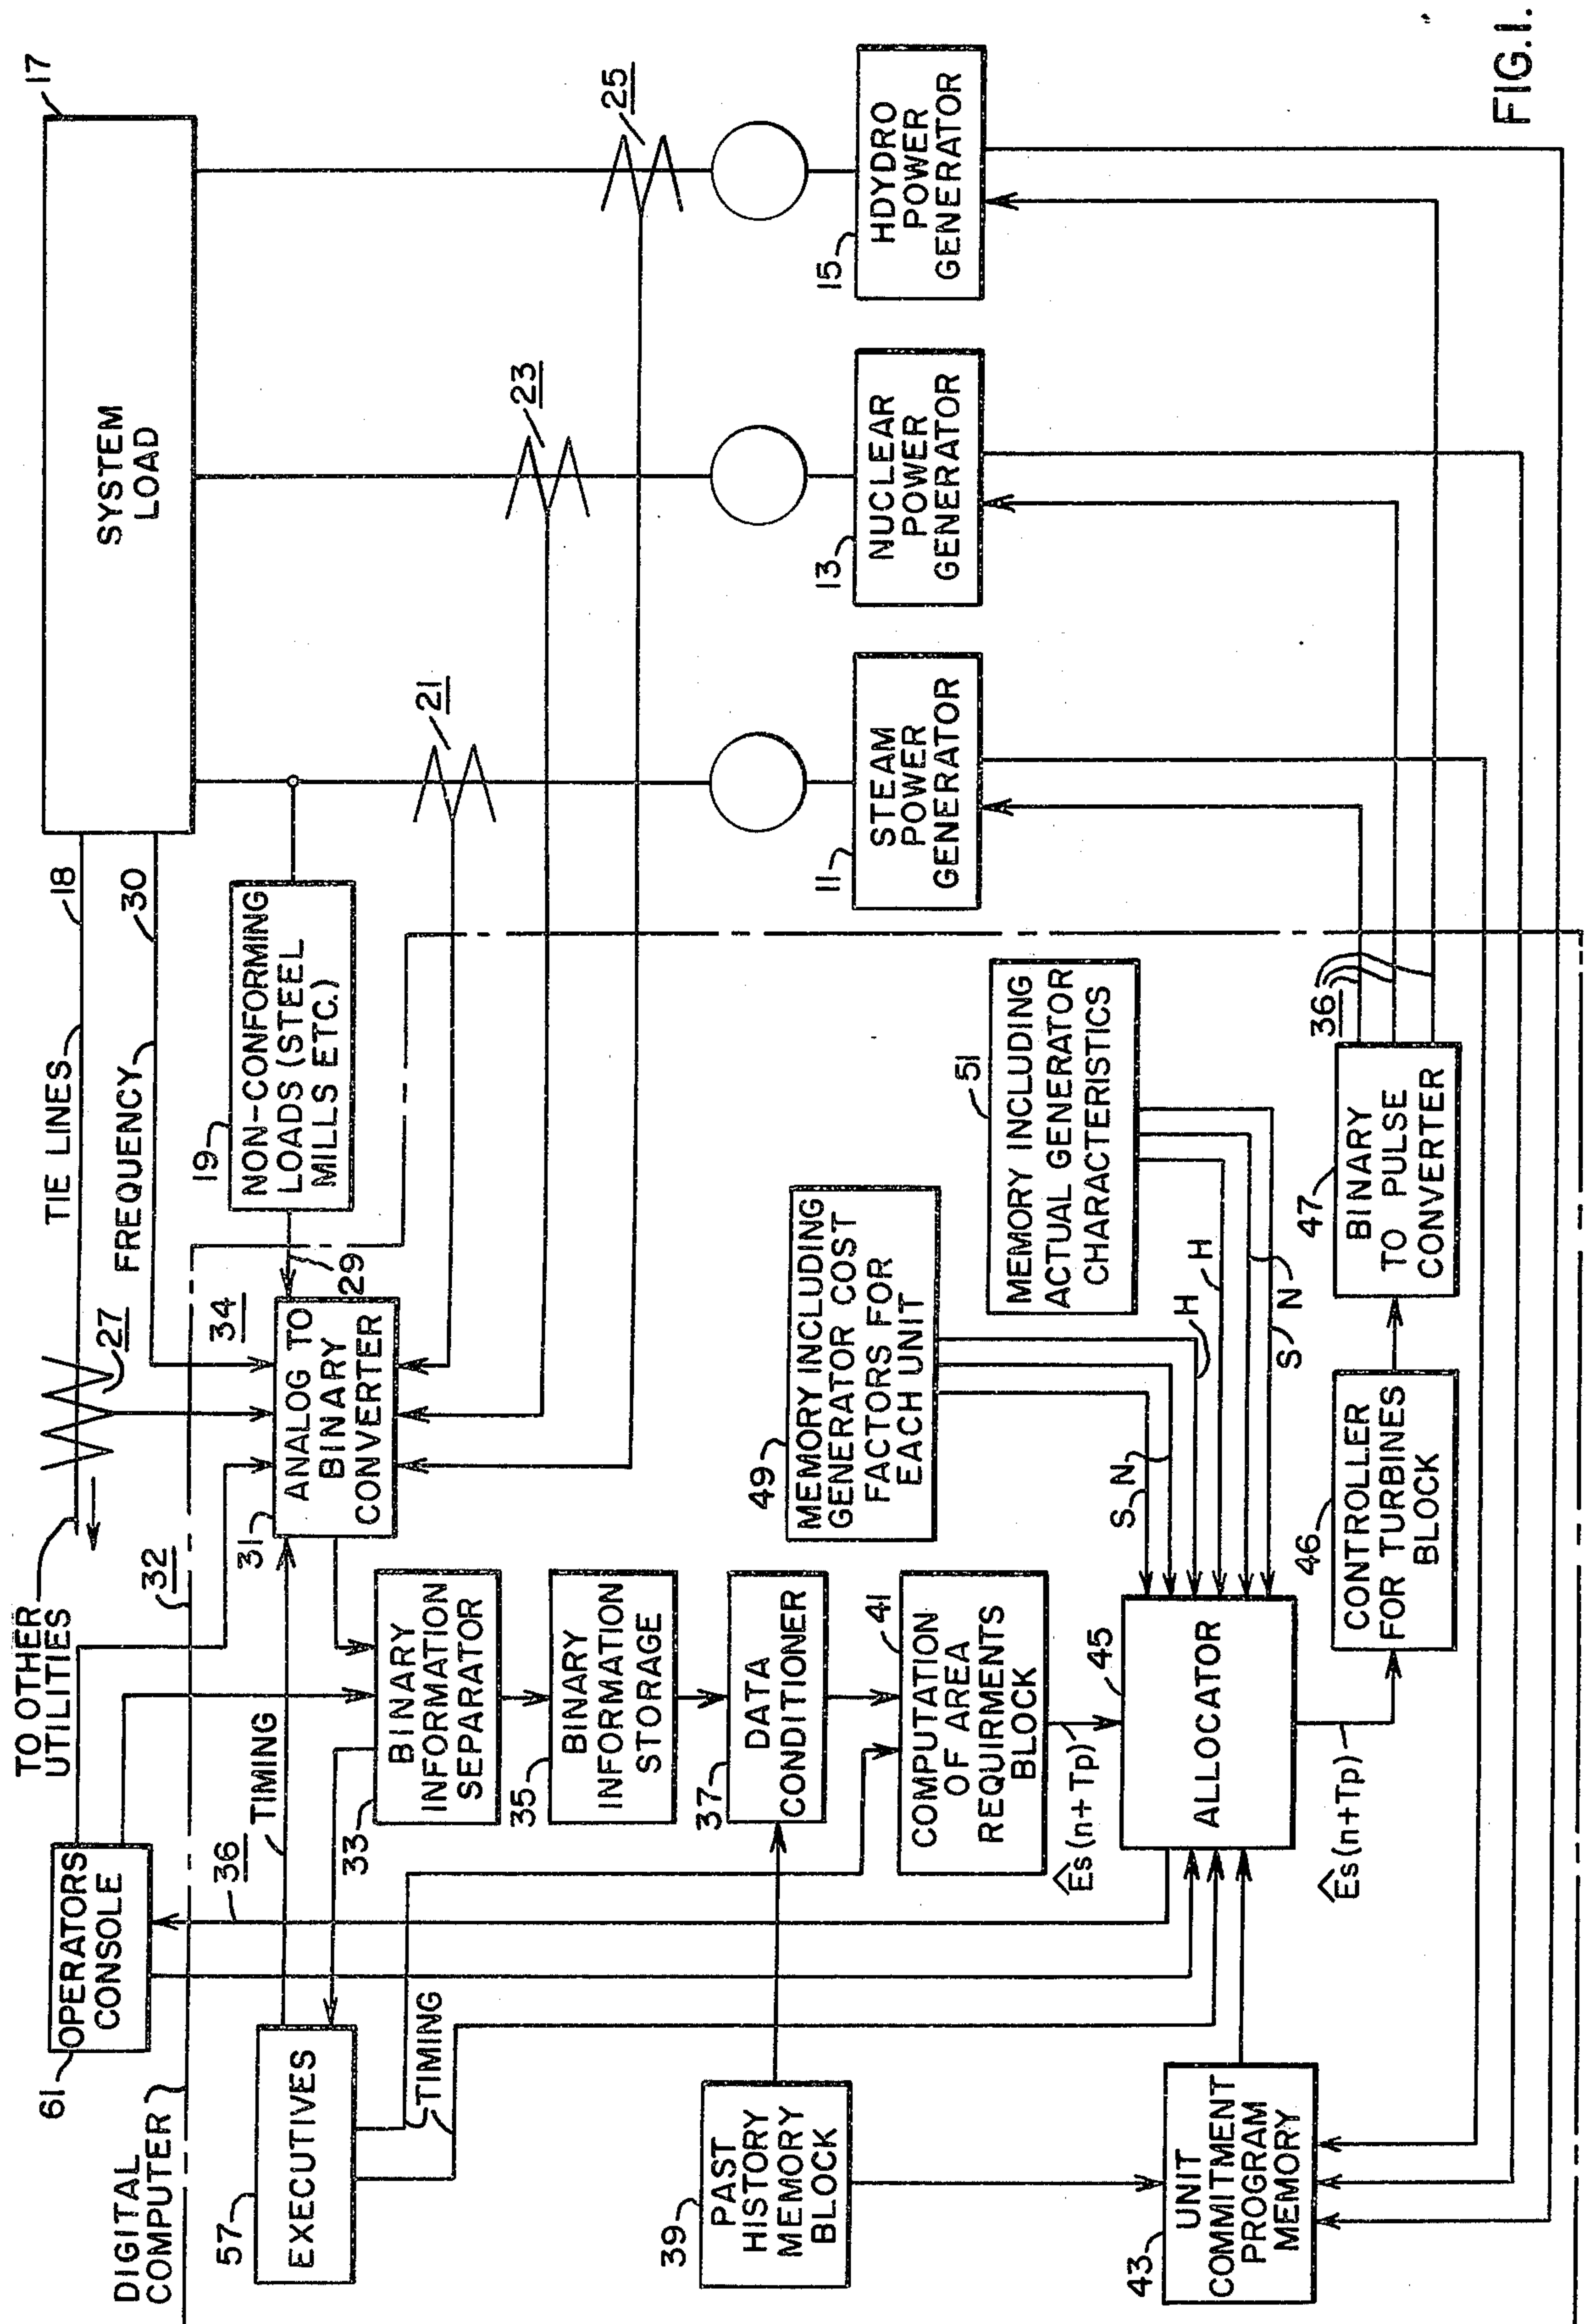 17
SYSTEM
LOAD
TIE LINES
18
FREQUENCY
30
19
NON-CONFORMING
LOADS (STEEL
MILLS ETC.)
29
21
23
25
27
34
TO OTHER
UTILITIES
32
31
ANALOG TO
BINARY
CONVERTER
11
STEAM
POWER
GENERATOR
13
NUCLEAR
POWER
GENERATOR
15
HDYDRO
POWER
GENERATOR
61
OPERATORS
CONSOLE
DIGITAL
COMPUTER
57
EXECUTIVES
TIMING
36
TIMING
33
BINARY
INFORMATION
SEPARATOR
35
BINARY
INFORMATION
STORAGE
37
DATA
CONDITIONER
39
PAST
HISTORY
MEMORY
BLOCK
41
COMPUTATION
OF AREA
REQUIRMENTS
BLOCK
Ês(n+Tp)
49
MEMORY INCLUDING
GENERATOR COST
FACTORS FOR
EACH UNIT
51
MEMORY INCLUDING
ACTUAL GENERATOR
CHARACTERISTICS
S
N
H
H
N
S
45
ALLOCATOR
43
UNIT
COMMITMENT
PROGRAM
MEMORY
Ês(n+Tp)
46
CONTROLLER
FOR TURBINES
BLOCK
47
BINARY
TO PULSE
CONVERTER
36
FIG.1.